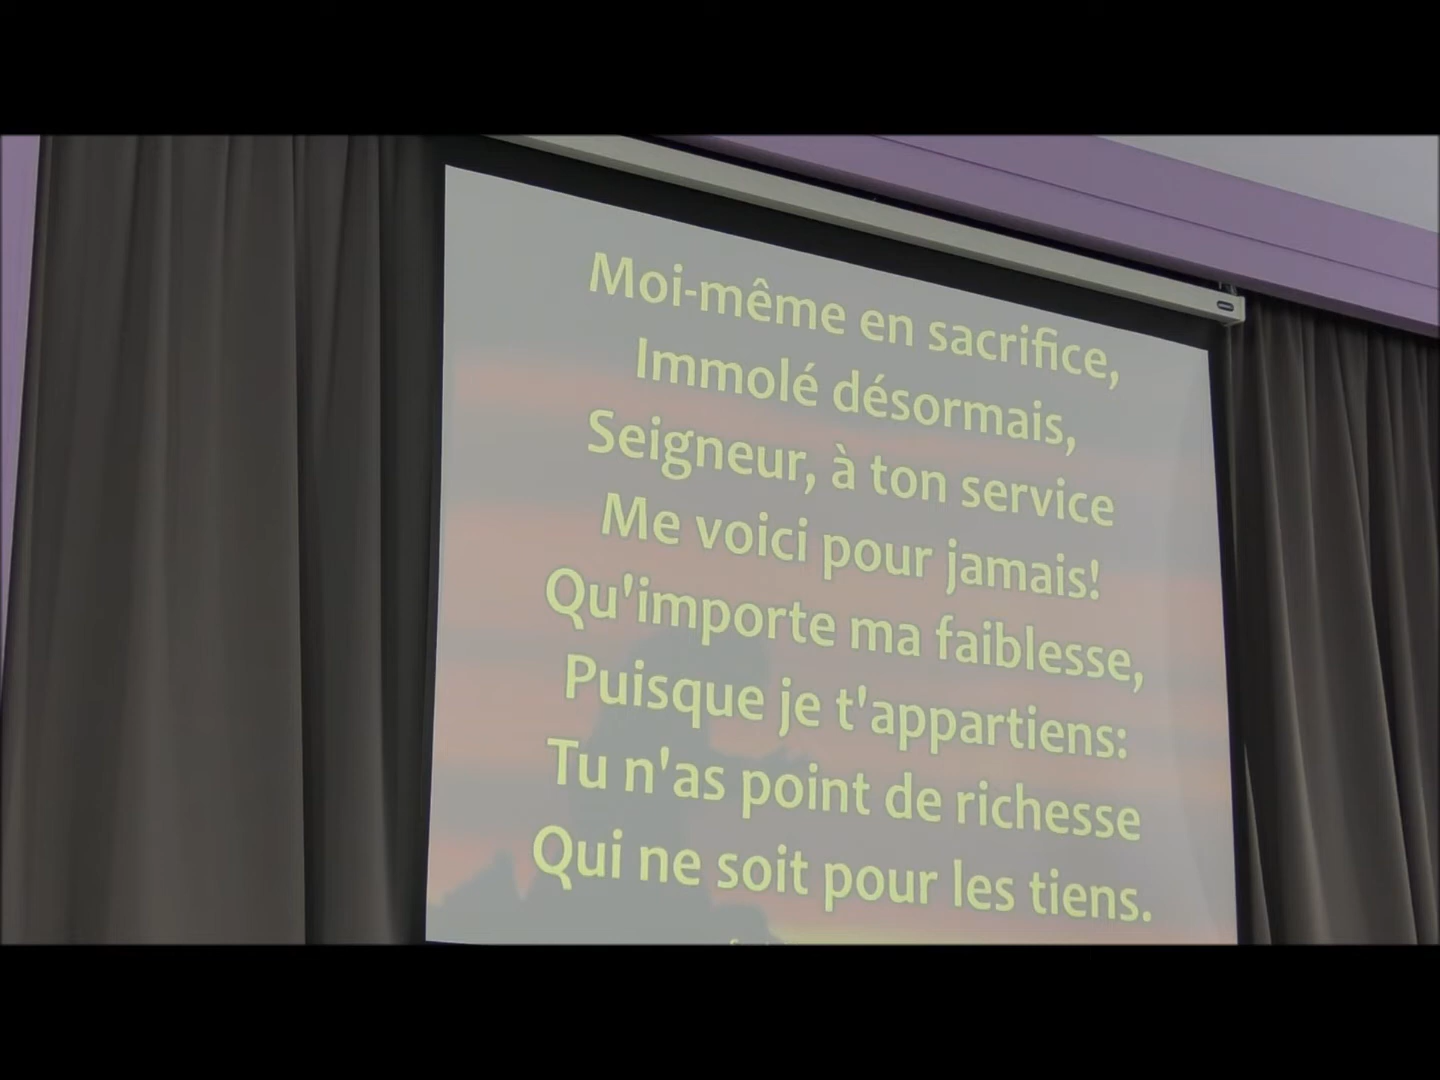 Moi-même en sacrifice,
Immolé désormais,
Seigneur, à ton service
Me voici pour jamais!
Qu'importe ma faiblesse,
Puisque je t'appartiens:
Tu n'as point de richesse
Qui ne soit pour les tiens.